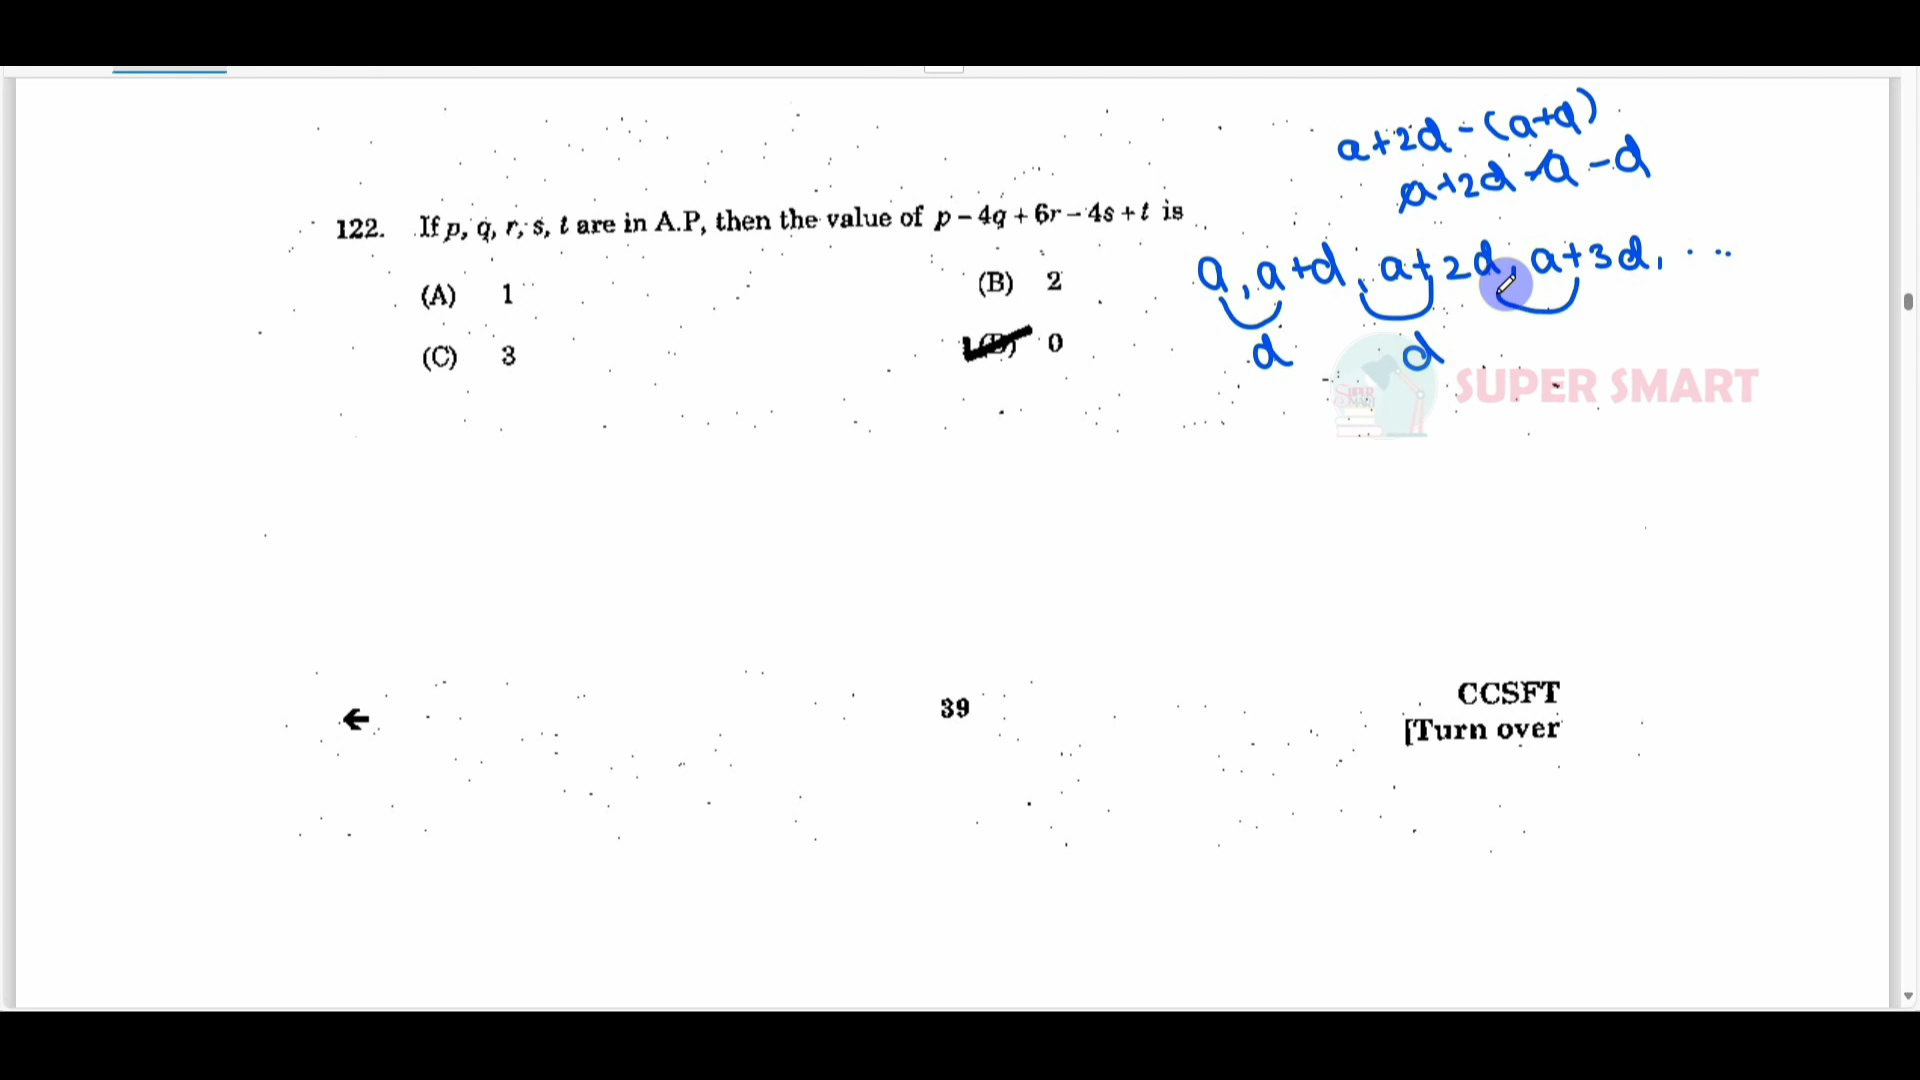 a+2d-(a+d)
a+2d-a-d
122. If p, q, r, s, t are in A.P, then the value of p – 4q + 6r – 4s + t is
a, a+d, a+2d, a+3d, ...
(A) 1
(B) 2
d d
(C) 3
(D) 0
SUPER SMART
39
CCSFT
[Turn over